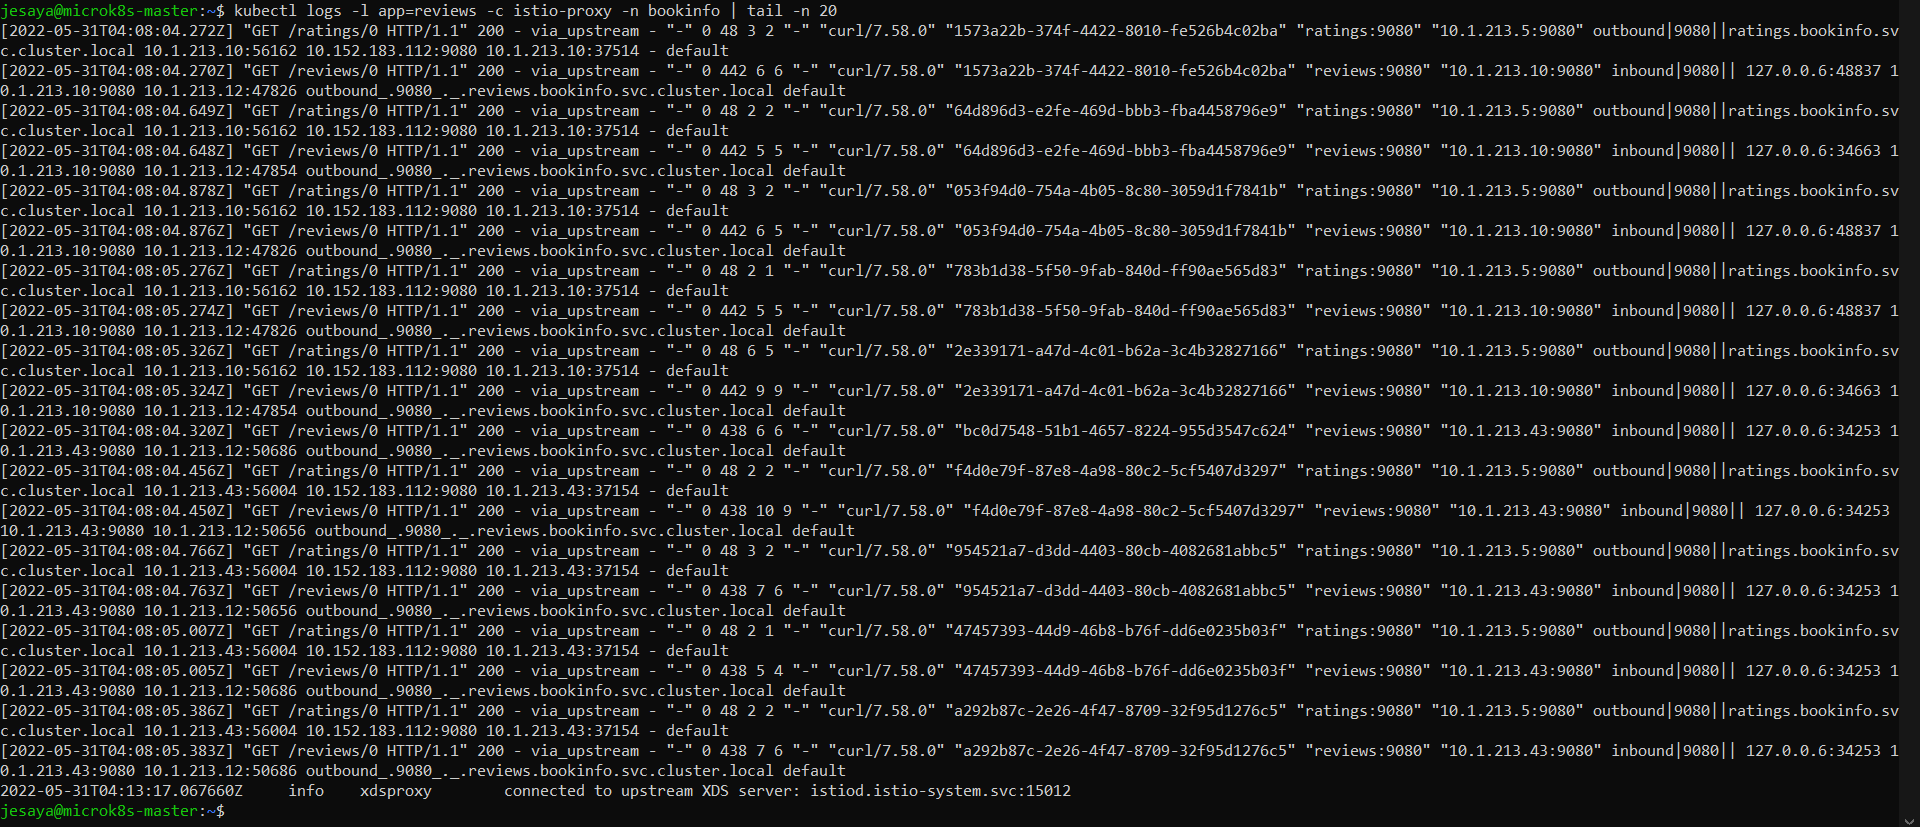 jesaya@microk8s-master:~$ kubectl logs -l app=reviews -c istio-proxy -n bookinfo | tail -n 20
[2022-05-31T04:08:04.272Z] "GET /ratings/0 HTTP/1.1" 200 - via_upstream - "-" 0 48 3 2 "-" "curl/7.58.0" "1573a22b-374f-4422-8010-fe526b4c02ba" "ratings:9080" "10.1.213.5:9080" outbound|9080||ratings.bookinfo.sv
c.cluster.local 10.1.213.10:56162 10.152.183.112:9080 10.1.213.10:37514 - default
[2022-05-31T04:08:04.270Z] "GET /reviews/0 HTTP/1.1" 200 - via_upstream - "-" 0 442 6 6 "-" "curl/7.58.0" "1573a22b-374f-4422-8010-fe526b4c02ba" "reviews:9080" "10.1.213.10:9080" inbound|9080|| 127.0.0.6:48837 1
0.1.213.10:9080 10.1.213.12:47826 outbound_.9080_._.reviews.bookinfo.svc.cluster.local default
[2022-05-31T04:08:04.649Z] "GET /ratings/0 HTTP/1.1" 200 - via_upstream - "-" 0 48 2 2 "-" "curl/7.58.0" "64d896d3-e2fe-469d-bbb3-fba4458796e9" "ratings:9080" "10.1.213.5:9080" outbound|9080||ratings.bookinfo.sv
c.cluster.local 10.1.213.10:56162 10.152.183.112:9080 10.1.213.10:37514 - default
[2022-05-31T04:08:04.648Z] "GET /reviews/0 HTTP/1.1" 200 - via_upstream - "-" 0 442 5 5 "-" "curl/7.58.0" "64d896d3-e2fe-469d-bbb3-fba4458796e9" "reviews:9080" "10.1.213.10:9080" inbound|9080|| 127.0.0.6:34663 1
0.1.213.10:9080 10.1.213.12:47854 outbound_.9080_._.reviews.bookinfo.svc.cluster.local default
[2022-05-31T04:08:04.878Z] "GET /ratings/0 HTTP/1.1" 200 - via_upstream - "-" 0 48 3 2 "-" "curl/7.58.0" "053f94d0-754a-4b05-8c80-3059d1f7841b" "ratings:9080" "10.1.213.5:9080" outbound|9080||ratings.bookinfo.sv
c.cluster.local 10.1.213.10:56162 10.152.183.112:9080 10.1.213.10:37514 - default
[2022-05-31T04:08:04.876Z] "GET /reviews/0 HTTP/1.1" 200 - via_upstream - "-" 0 442 6 5 "-" "curl/7.58.0" "053f94d0-754a-4b05-8c80-3059d1f7841b" "reviews:9080" "10.1.213.10:9080" inbound|9080|| 127.0.0.6:48837 1
0.1.213.10:9080 10.1.213.12:47826 outbound_.9080_._.reviews.bookinfo.svc.cluster.local default
[2022-05-31T04:08:05.276Z] "GET /ratings/0 HTTP/1.1" 200 - via_upstream - "-" 0 48 2 1 "-" "curl/7.58.0" "783b1d38-5f50-9fab-840d-ff90ae565d83" "ratings:9080" "10.1.213.5:9080" outbound|9080||ratings.bookinfo.sv
c.cluster.local 10.1.213.10:56162 10.152.183.112:9080 10.1.213.10:37514 - default
[2022-05-31T04:08:05.274Z] "GET /reviews/0 HTTP/1.1" 200 - via_upstream - "-" 0 442 5 5 "-" "curl/7.58.0" "783b1d38-5f50-9fab-840d-ff90ae565d83" "reviews:9080" "10.1.213.10:9080" inbound|9080|| 127.0.0.6:48837 1
0.1.213.10:9080 10.1.213.12:47826 outbound_.9080_._.reviews.bookinfo.svc.cluster.local default
[2022-05-31T04:08:05.326Z] "GET /ratings/0 HTTP/1.1" 200 - via_upstream - "-" 0 48 6 5 "-" "curl/7.58.0" "2e339171-a47d-4c01-b62a-3c4b32827166" "ratings:9080" "10.1.213.5:9080" outbound|9080||ratings.bookinfo.sv
c.cluster.local 10.1.213.10:56162 10.152.183.112:9080 10.1.213.10:37514 - default
[2022-05-31T04:08:05.324Z] "GET /reviews/0 HTTP/1.1" 200 - via_upstream - "-" 0 442 9 9 "-" "curl/7.58.0" "2e339171-a47d-4c01-b62a-3c4b32827166" "reviews:9080" "10.1.213.10:9080" inbound|9080|| 127.0.0.6:34663 1
0.1.213.10:9080 10.1.213.12:47854 outbound_.9080_._.reviews.bookinfo.svc.cluster.local default
[2022-05-31T04:08:04.320Z] "GET /reviews/0 HTTP/1.1" 200 - via_upstream - "-" 0 438 6 6 "-" "curl/7.58.0" "bc0d7548-51b1-4657-8224-955d3547c624" "reviews:9080" "10.1.213.43:9080" inbound|9080|| 127.0.0.6:34253 1
0.1.213.43:9080 10.1.213.12:50686 outbound_.9080_._.reviews.bookinfo.svc.cluster.local default
[2022-05-31T04:08:04.456Z] "GET /ratings/0 HTTP/1.1" 200 - via_upstream - "-" 0 48 2 2 "-" "curl/7.58.0" "f4d0e79f-87e8-4a98-80c2-5cf5407d3297" "ratings:9080" "10.1.213.5:9080" outbound|9080||ratings.bookinfo.sv
c.cluster.local 10.1.213.43:56004 10.152.183.112:9080 10.1.213.43:37154 - default
[2022-05-31T04:08:04.450Z] "GET /reviews/0 HTTP/1.1" 200 - via_upstream - "-" 0 438 10 9 "-" "curl/7.58.0" "f4d0e79f-87e8-4a98-80c2-5cf5407d3297" "reviews:9080" "10.1.213.43:9080" inbound|9080|| 127.0.0.6:34253
10.1.213.43:9080 10.1.213.12:50656 outbound_.9080_._.reviews.bookinfo.svc.cluster.local default
[2022-05-31T04:08:04.766Z] "GET /ratings/0 HTTP/1.1" 200 - via_upstream - "-" 0 48 3 2 "-" "curl/7.58.0" "954521a7-d3dd-4403-80cb-4082681abbc5" "ratings:9080" "10.1.213.5:9080" outbound|9080||ratings.bookinfo.sv
c.cluster.local 10.1.213.43:56004 10.152.183.112:9080 10.1.213.43:37154 - default
[2022-05-31T04:08:04.763Z] "GET /reviews/0 HTTP/1.1" 200 - via_upstream - "-" 0 438 7 6 "-" "curl/7.58.0" "954521a7-d3dd-4403-80cb-4082681abbc5" "reviews:9080" "10.1.213.43:9080" inbound|9080|| 127.0.0.6:34253 1
0.1.213.43:9080 10.1.213.12:50656 outbound_.9080_._.reviews.bookinfo.svc.cluster.local default
[2022-05-31T04:08:05.007Z] "GET /ratings/0 HTTP/1.1" 200 - via_upstream - "-" 0 48 2 1 "-" "curl/7.58.0" "47457393-44d9-46b8-b76f-dd6e0235b03f" "ratings:9080" "10.1.213.5:9080" outbound|9080||ratings.bookinfo.sv
c.cluster.local 10.1.213.43:56004 10.152.183.112:9080 10.1.213.43:37154 - default
[2022-05-31T04:08:05.005Z] "GET /reviews/0 HTTP/1.1" 200 - via_upstream - "-" 0 438 5 4 "-" "curl/7.58.0" "47457393-44d9-46b8-b76f-dd6e0235b03f" "reviews:9080" "10.1.213.43:9080" inbound|9080|| 127.0.0.6:34253 1
0.1.213.43:9080 10.1.213.12:50686 outbound_.9080_._.reviews.bookinfo.svc.cluster.local default
[2022-05-31T04:08:05.386Z] "GET /ratings/0 HTTP/1.1" 200 - via_upstream - "-" 0 48 2 2 "-" "curl/7.58.0" "a292b87c-2e26-4f47-8709-32f95d1276c5" "ratings:9080" "10.1.213.5:9080" outbound|9080||ratings.bookinfo.sv
c.cluster.local 10.1.213.43:56004 10.152.183.112:9080 10.1.213.43:37154 - default
[2022-05-31T04:08:05.383Z] "GET /reviews/0 HTTP/1.1" 200 - via_upstream - "-" 0 438 7 6 "-" "curl/7.58.0" "a292b87c-2e26-4f47-8709-32f95d1276c5" "reviews:9080" "10.1.213.43:9080" inbound|9080|| 127.0.0.6:34253 1
0.1.213.43:9080 10.1.213.12:50686 outbound_.9080_._.reviews.bookinfo.svc.cluster.local default
2022-05-31T04:13:17.067660Z     info    xdsproxy        connected to upstream XDS server: istiod.istio-system.svc:15012
jesaya@microk8s-master:~$